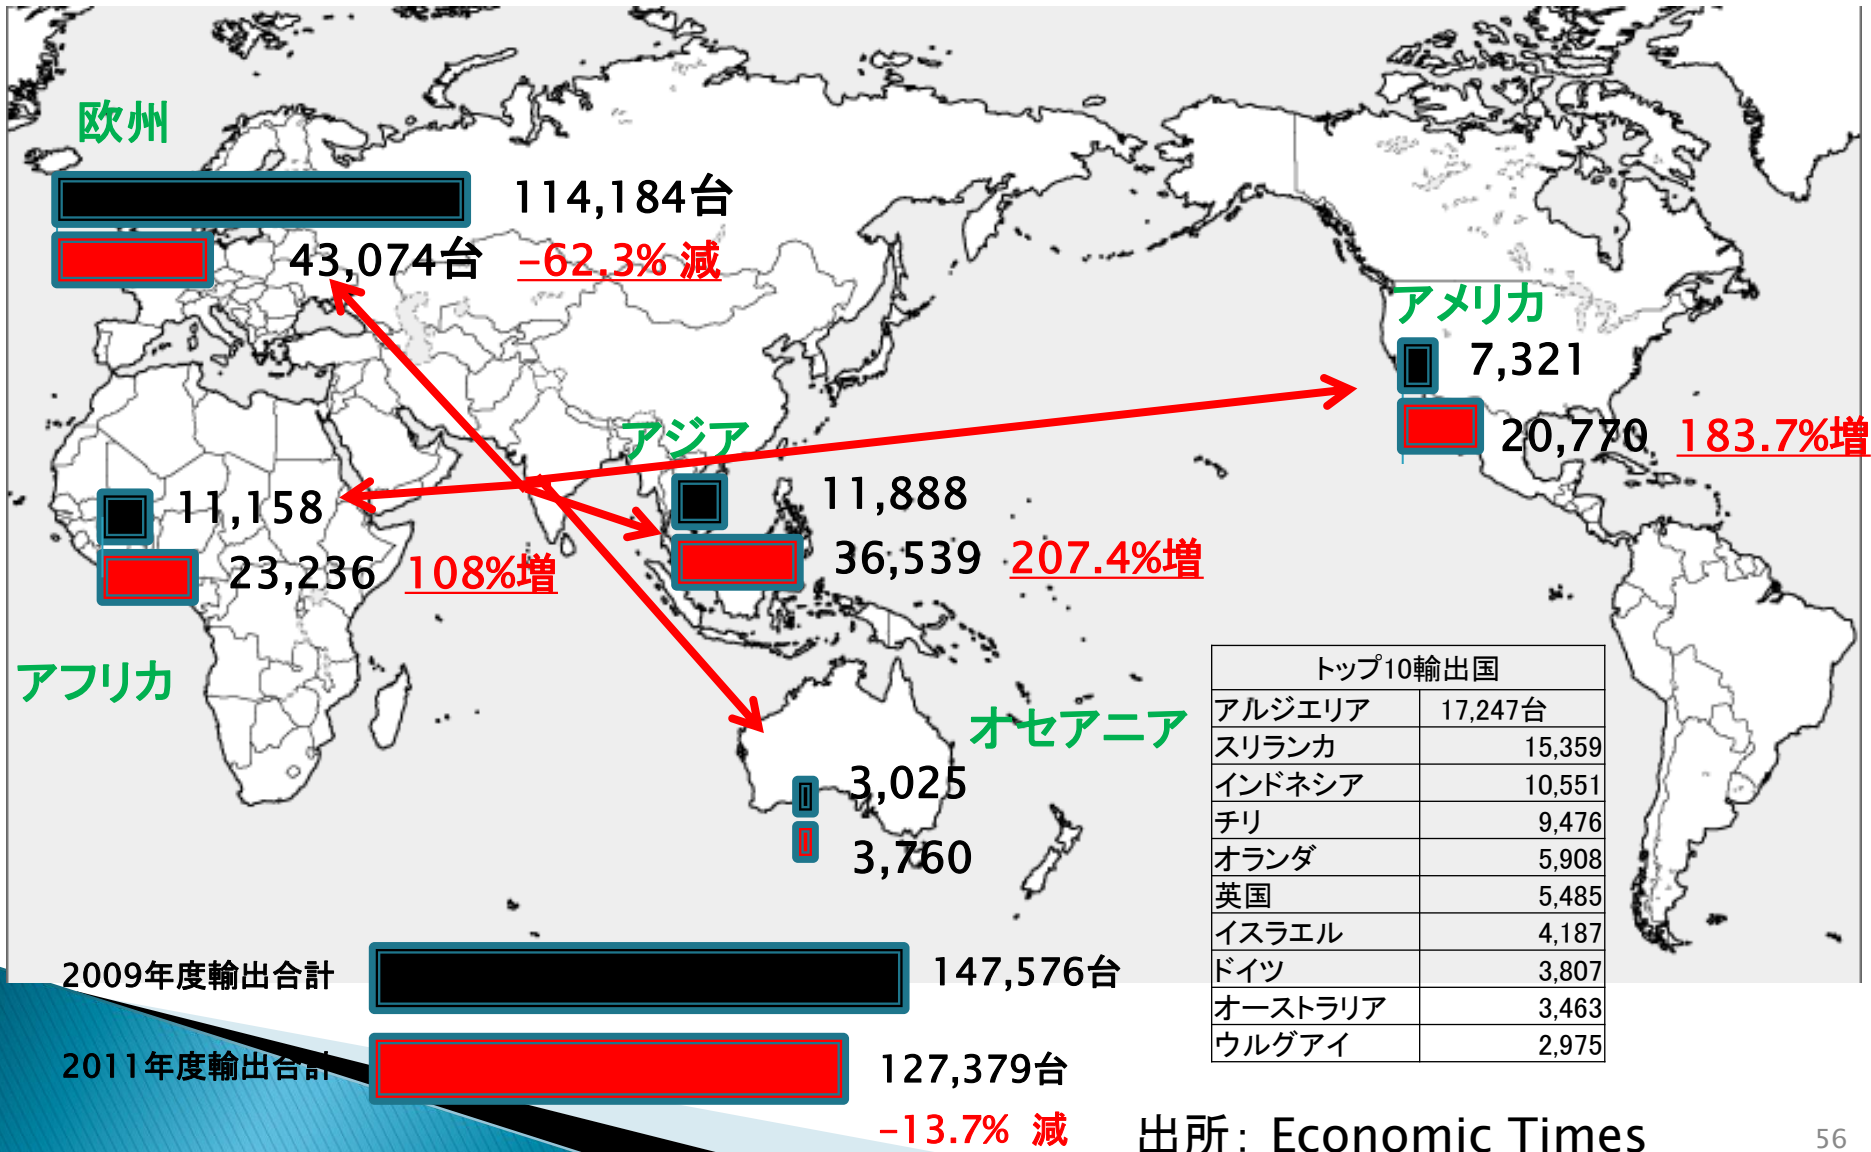 欧州
114,184台
43,074台 -62.3% 減
アメリカ
7,321
20,770 183.7%増
アジア
11,888
36,539 207.4%増
11,158
23,236 108%増
アフリカ
オセアニア
3,025
3,760
トップ10輸出国
アルジエリア 17,247台
スリランカ 15,359
インドネシア 10,551
チリ 9,476
オランダ 5,908
英国 5,485
イスラエル 4,187
ドイツ 3,807
オーストラリア 3,463
ウルグアイ 2,975
2009年度輸出合計 147,576台
2011年度輸出合計 127,379台
-13.7% 減
出所: Economic Times
56